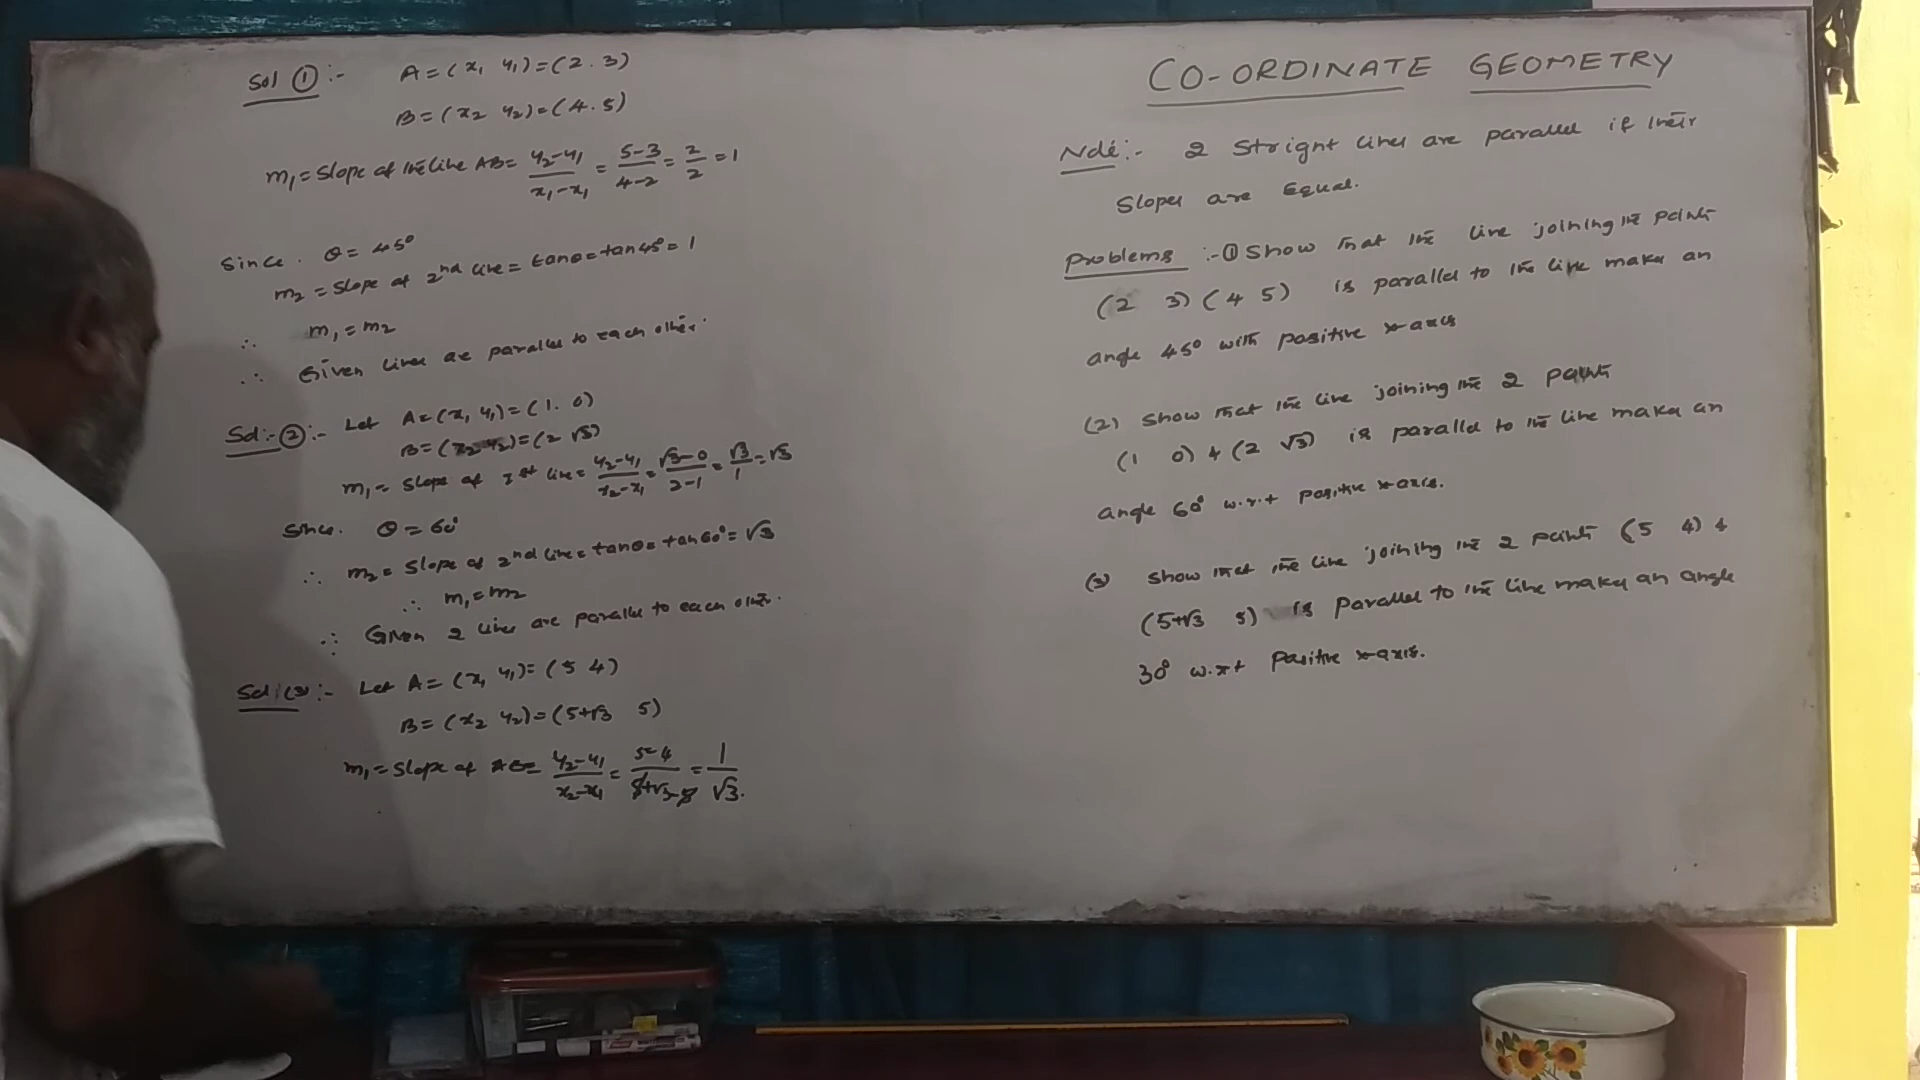 Sol ①:- A = (x₁ y₁) = (2. 3)
B = (x₂ y₂) = (4. 5)
m₁ = Slope of the line AB = y₂-y₁/x₁-x₁ = 5-3/4-2 = 2/2 = 1
Since. θ = 45°
m₂ = Slope of 2nd line = tanθ = tan45° = 1
∴ m₁ = m₂
∴ Given lines are parallel to each other.
Sol:-②:- Let A = (x₁ y₁) = (1. 0)
B = (x₂ y₂) = (2 √3)
m₁ = Slope of 1st line = y₂-y₁/x₂-x₁ = √3-0/2-1 = √3/1 = √3
Since. θ = 60°
∴ m₂ = Slope of 2nd line = tanθ = tan60° = √3
∴ m₁ = m₂
∴ Given 2 lines are parallel to each other.
Sol:(3):- Let A = (x₁ y₁) = (5 4)
B = (x₂ y₂) = (5+√3 5)
m₁ = Slope of AB = y₂-y₁/x₂-x₁ = 5-4/5+√3-5 = 1/√3.
CO-ORDINATE GEOMETRY
Note:- 2 Stright lines are parallel if their
Slopes are Equal.
Problems :-① Show that the line joining the points
(2 3) (4 5) is parallel to the line makes an
angle 45° with positive x-axis
(2) Show that the line joining the 2 points
(1 0) & (2 √3) is parallel to the line makes an
angle 60° w.r.t positive x-axis.
(3) Show that the line joining the 2 points (5 4) &
(5+√3 5) is parallel to the line makes an angle
30° w.r.t Positive x-axis.